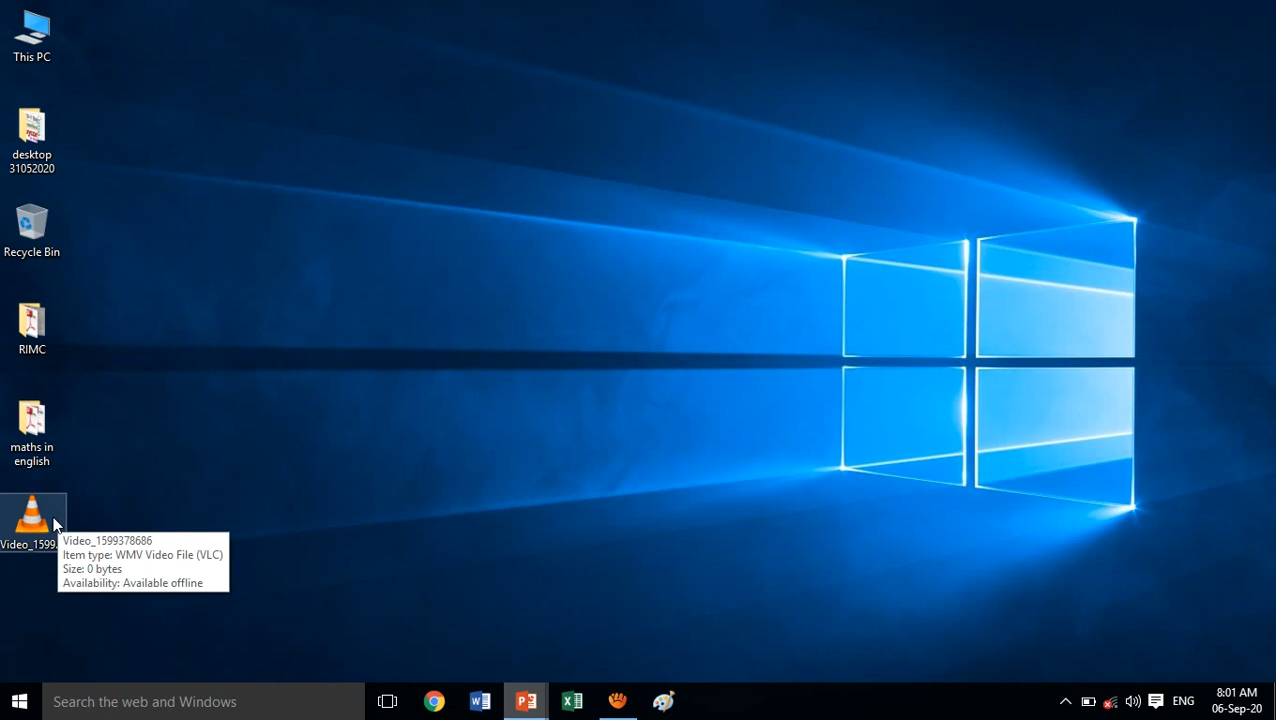 This PC
desktop
31052020
Recycle Bin
RIMC
maths in
english
Video_1599
Video_1599378686
Item type: WMV Video File (VLC)
Size: 0 bytes
Availability: Available offline
Search the web and Windows
ENG
8:01 AM
06-Sep-20